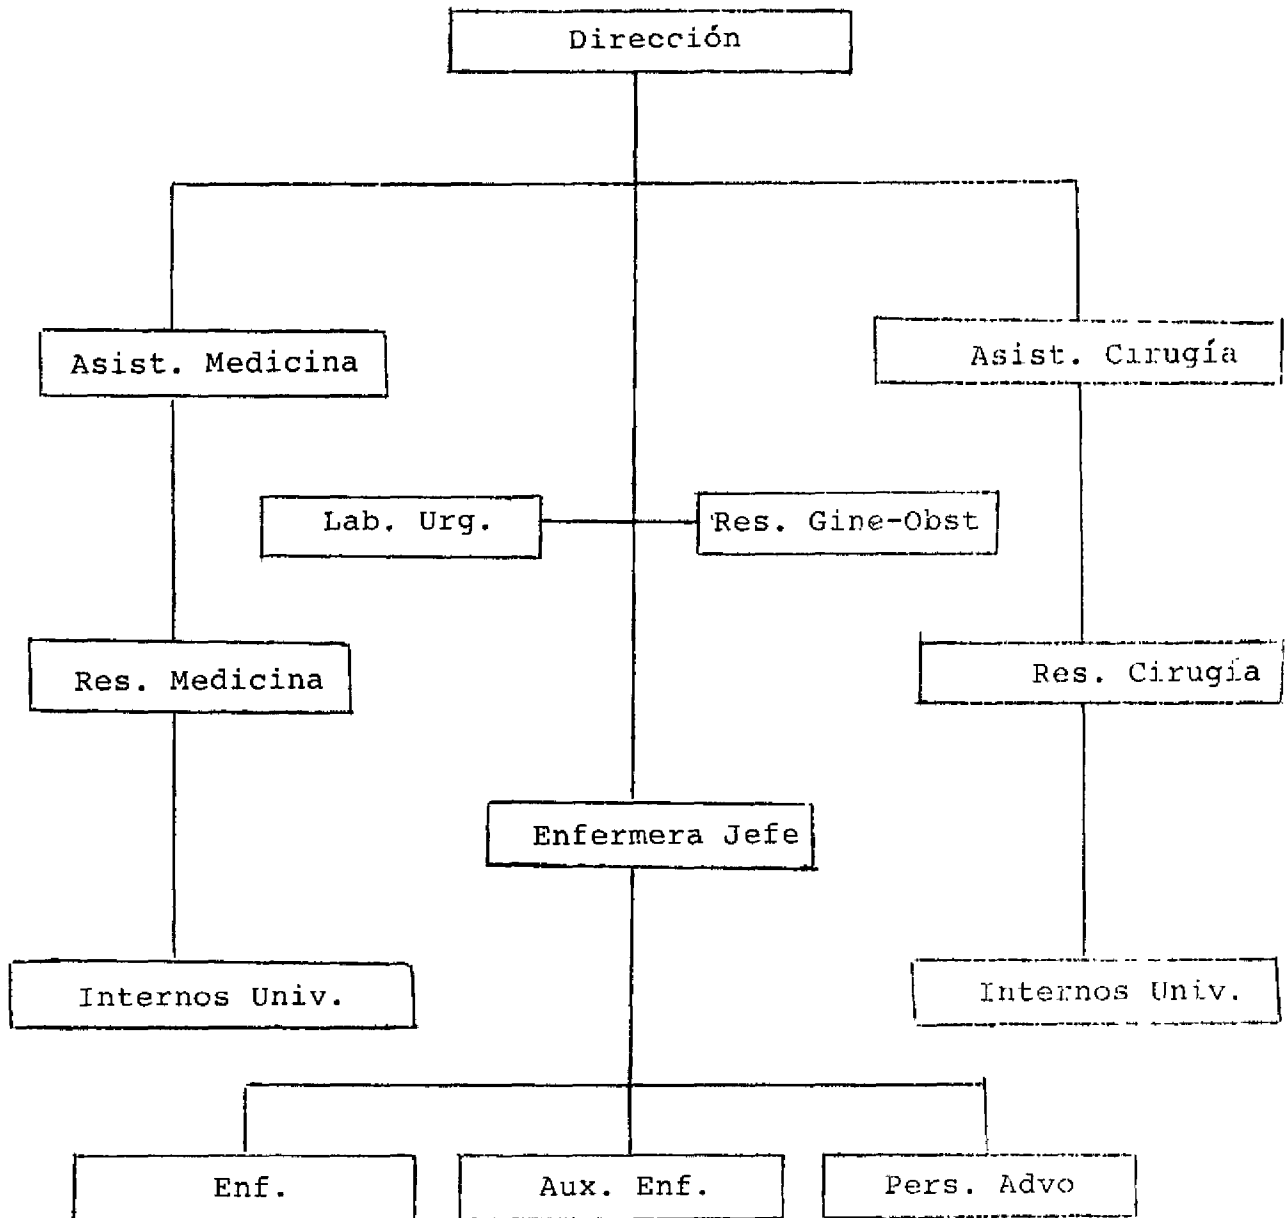 Dirección
Asist. Medicina
Asist. Cirugía
Lab. Urg.
Res. Gine-Obst
Res. Medicina
Res. Cirugía
Enfermera Jefe
Internos Univ.
Internos Univ.
Enf.
Aux. Enf.
Pers. Advo